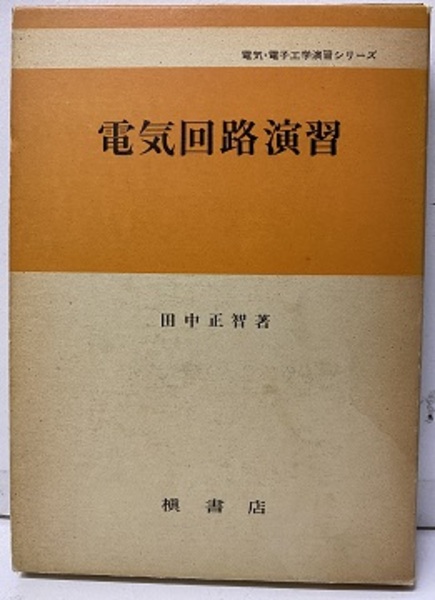 電気・電子工学演習シリーズ
電気回路演習
田中正智著
槇書店